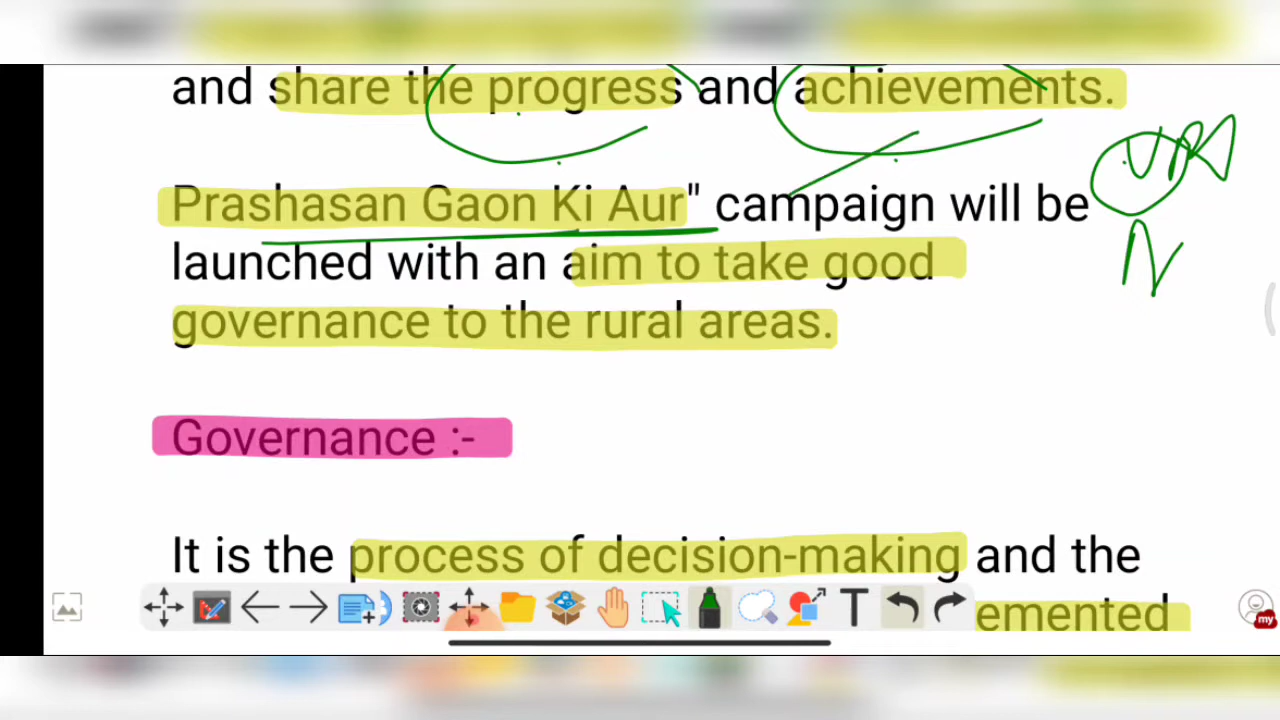 and share the progress and achievements.
Prashasan Gaon Ki Aur" campaign will be
launched with an aim to take good
governance to the rural areas.
Governance :-
It is the process of decision-making and the
emented
T
my